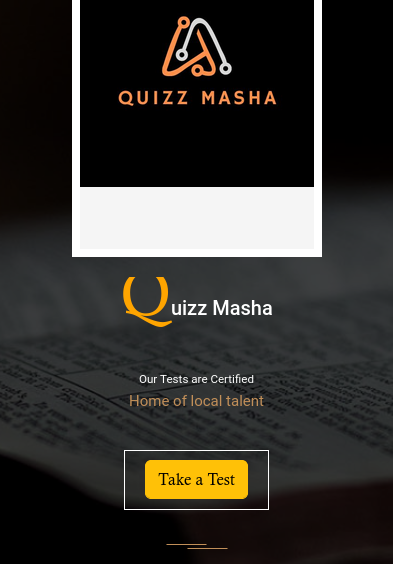 QUIZZ MASHA
Quizz Masha
Our Tests are Certified
Home of local talent
Take a Test